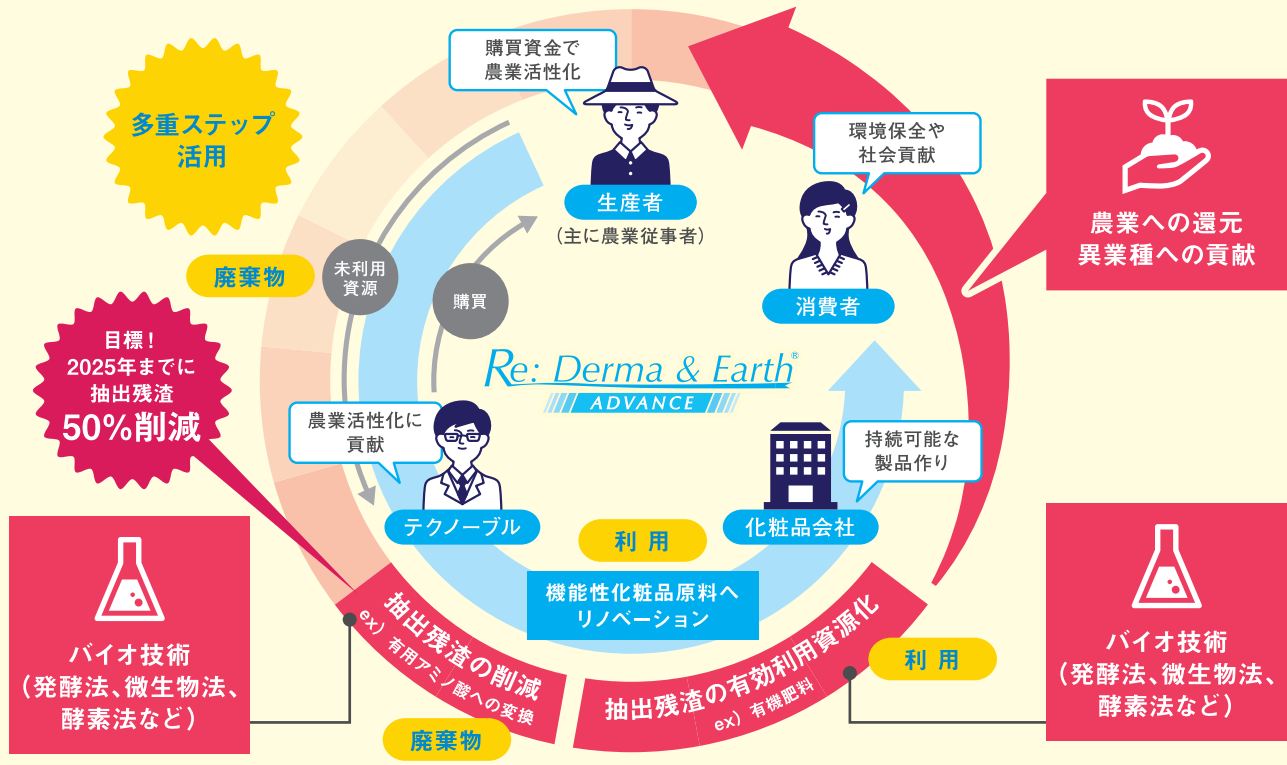 購買資金で
農業活性化
多重ステップ
活用
環境保全や
社会貢献
生産者
（主に農業従事者）
農業への還元
異業種への貢献
廃棄物
未利用
資源
購買
消費者
目標！
2025年までに
抽出残渣
50%削減
Re: Derma & Earth®
ADVANCE
農業活性化に
貢献
持続可能な
製品作り
テクノーブル
化粧品会社
利用
機能性化粧品原料へ
リノベーション
バイオ技術
（発酵法、微生物法、
酵素法など）
抽出残渣の削減
ex）有用アミノ酸への変換
廃棄物
抽出残渣の有効利用資源化
ex）有機肥料
利用
バイオ技術
（発酵法、微生物法、
酵素法など）